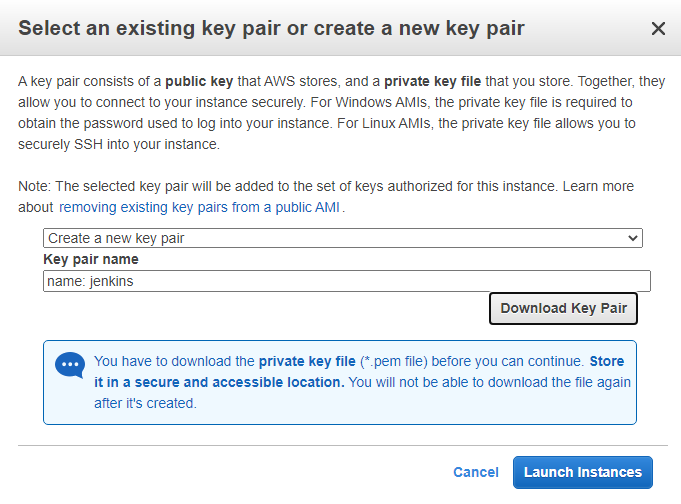 Select an existing key pair or create a new key pair
A key pair consists of a public key that AWS stores, and a private key file that you store. Together, they
allow you to connect to your instance securely. For Windows AMIs, the private key file is required to
obtain the password used to log into your instance. For Linux AMIs, the private key file allows you to
securely SSH into your instance.
Note: The selected key pair will be added to the set of keys authorized for this instance. Learn more
about removing existing key pairs from a public AMI .
Create a new key pair
Key pair name
name: jenkins
Download Key Pair
You have to download the private key file (*.pem file) before you can continue. Store
it in a secure and accessible location. You will not be able to download the file again
after it's created.
Cancel
Launch Instances